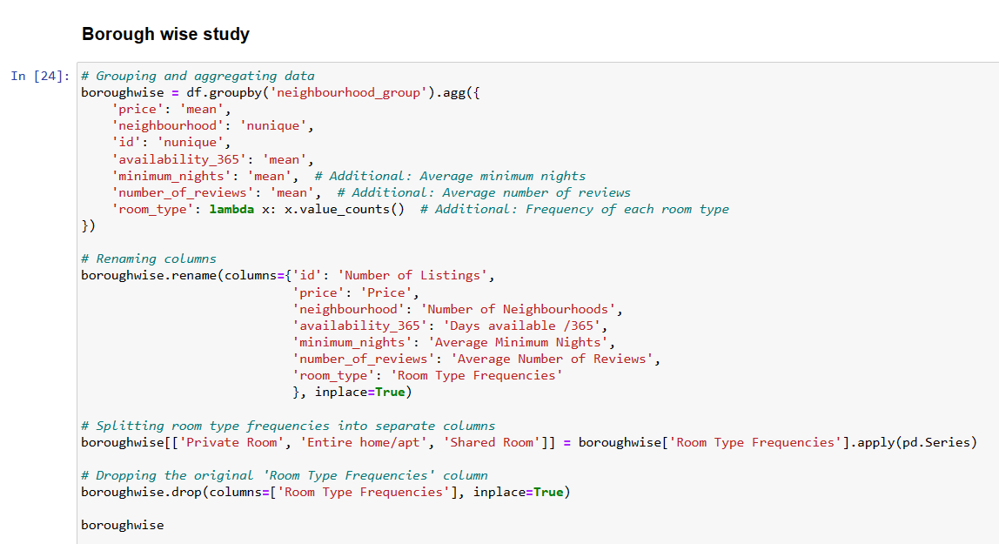 Borough wise study
In [24]: # Grouping and aggregating data
boroughwise = df.groupby('neighbourhood_group').agg({
    'price': 'mean',
    'neighbourhood': 'nunique',
    'id': 'nunique',
    'availability_365': 'mean',
    'minimum_nights': 'mean',  # Additional: Average minimum nights
    'number_of_reviews': 'mean',  # Additional: Average number of reviews
    'room_type': lambda x: x.value_counts()  # Additional: Frequency of each room type
})
# Renaming columns
boroughwise.rename(columns={'id': 'Number of Listings',
                            'price': 'Price',
                            'neighbourhood': 'Number of Neighbourhoods',
                            'availability_365': 'Days available /365',
                            'minimum_nights': 'Average Minimum Nights',
                            'number_of_reviews': 'Average Number of Reviews',
                            'room_type': 'Room Type Frequencies'
                            }, inplace=True)
# Splitting room type frequencies into separate columns
boroughwise[['Private Room', 'Entire home/apt', 'Shared Room']] = boroughwise['Room Type Frequencies'].apply(pd.Series)
# Dropping the original 'Room Type Frequencies' column
boroughwise.drop(columns=['Room Type Frequencies'], inplace=True)
boroughwise